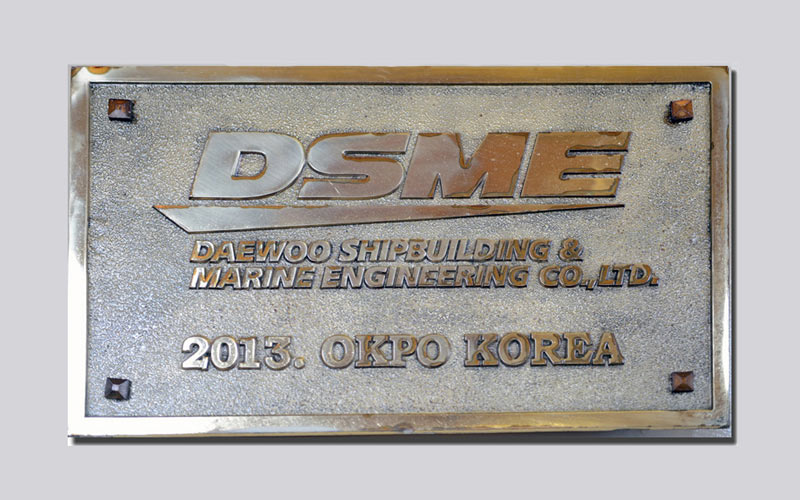 DSME
DAEWOO SHIPBUILDING &
MARINE ENGINEERING CO.,LTD.
2013. OKPO KOREA